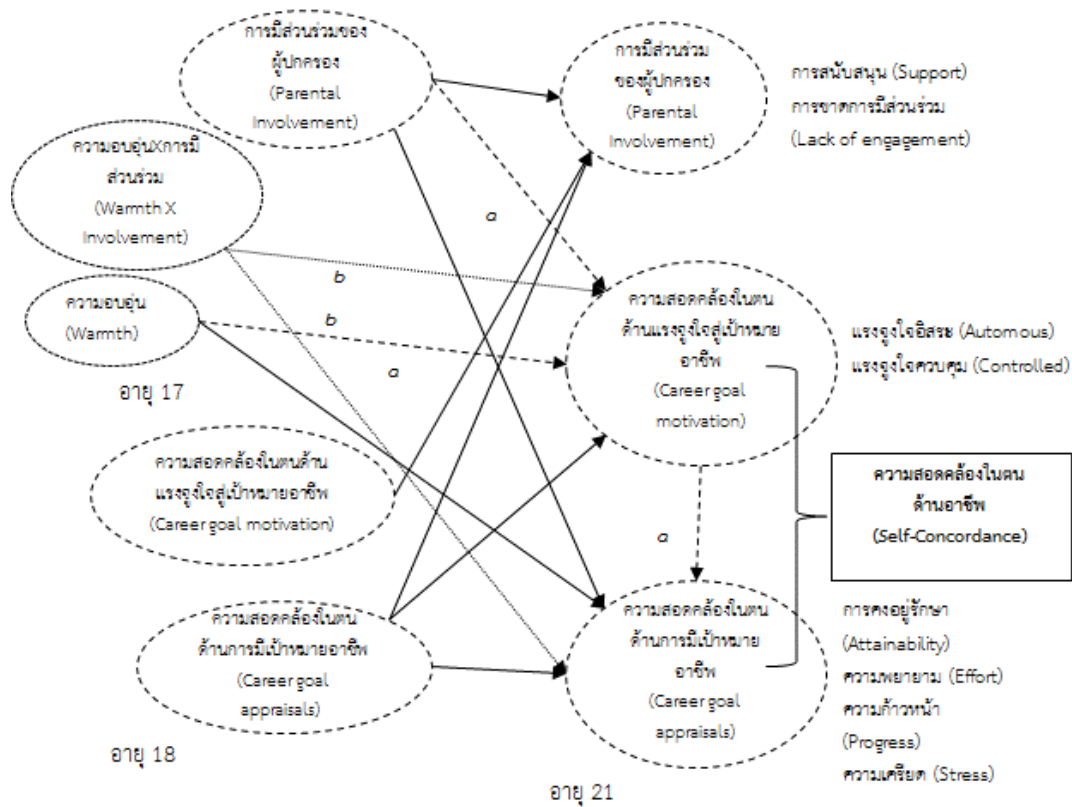 การมีส่วนร่วมของ
ผู้ปกครอง
(Parental
Involvement)
การมีส่วนร่วม
ของผู้ปกครอง
(Parental
Involvement)
การสนับสนุน (Support)
การขาดการมีส่วนร่วม
(Lack of engagement)
ความอบอุ่นXการมี
ส่วนร่วม
(Warmth X
Involvement)
a
b
ความอบอุ่น
(Warmth)
b
a
อายุ 17
ความสอดคล้องในตน
ด้านแรงจูงใจสู่เป้าหมาย
อาชีพ
(Career goal
motivation)
แรงจูงใจอิสระ (Automous)
แรงจูงใจควบคุม (Controlled)
ความสอดคล้องในตนด้าน
แรงจูงใจสู่เป้าหมายอาชีพ
(Career goal motivation)
ความสอดคล้องในตน
ด้านอาชีพ
(Self-Concordance)
a
ความสอดคล้องในตน
ด้านการมีเป้าหมายอาชีพ
(Career goal
appraisals)
ความสอดคล้องในตน
ด้านการมีเป้าหมาย
อาชีพ
(Career goal
appraisals)
การคงอยู่รักษา
(Attainability)
ความพยายาม (Effort)
ความก้าวหน้า
(Progress)
ความเครียด (Stress)
อายุ 18
อายุ 21